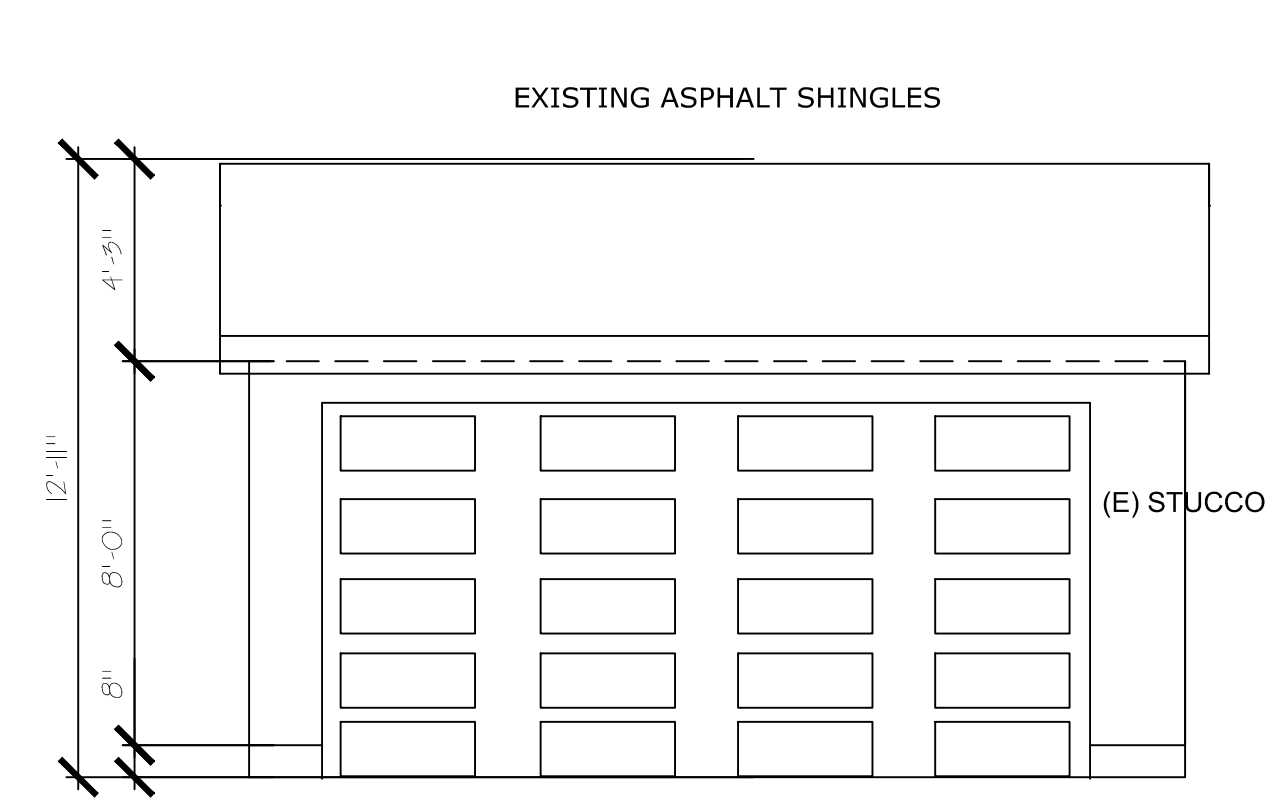 EXISTING ASPHALT SHINGLES
4'-3"
12'-11"
(E) STUCCO
8'-0"
8"